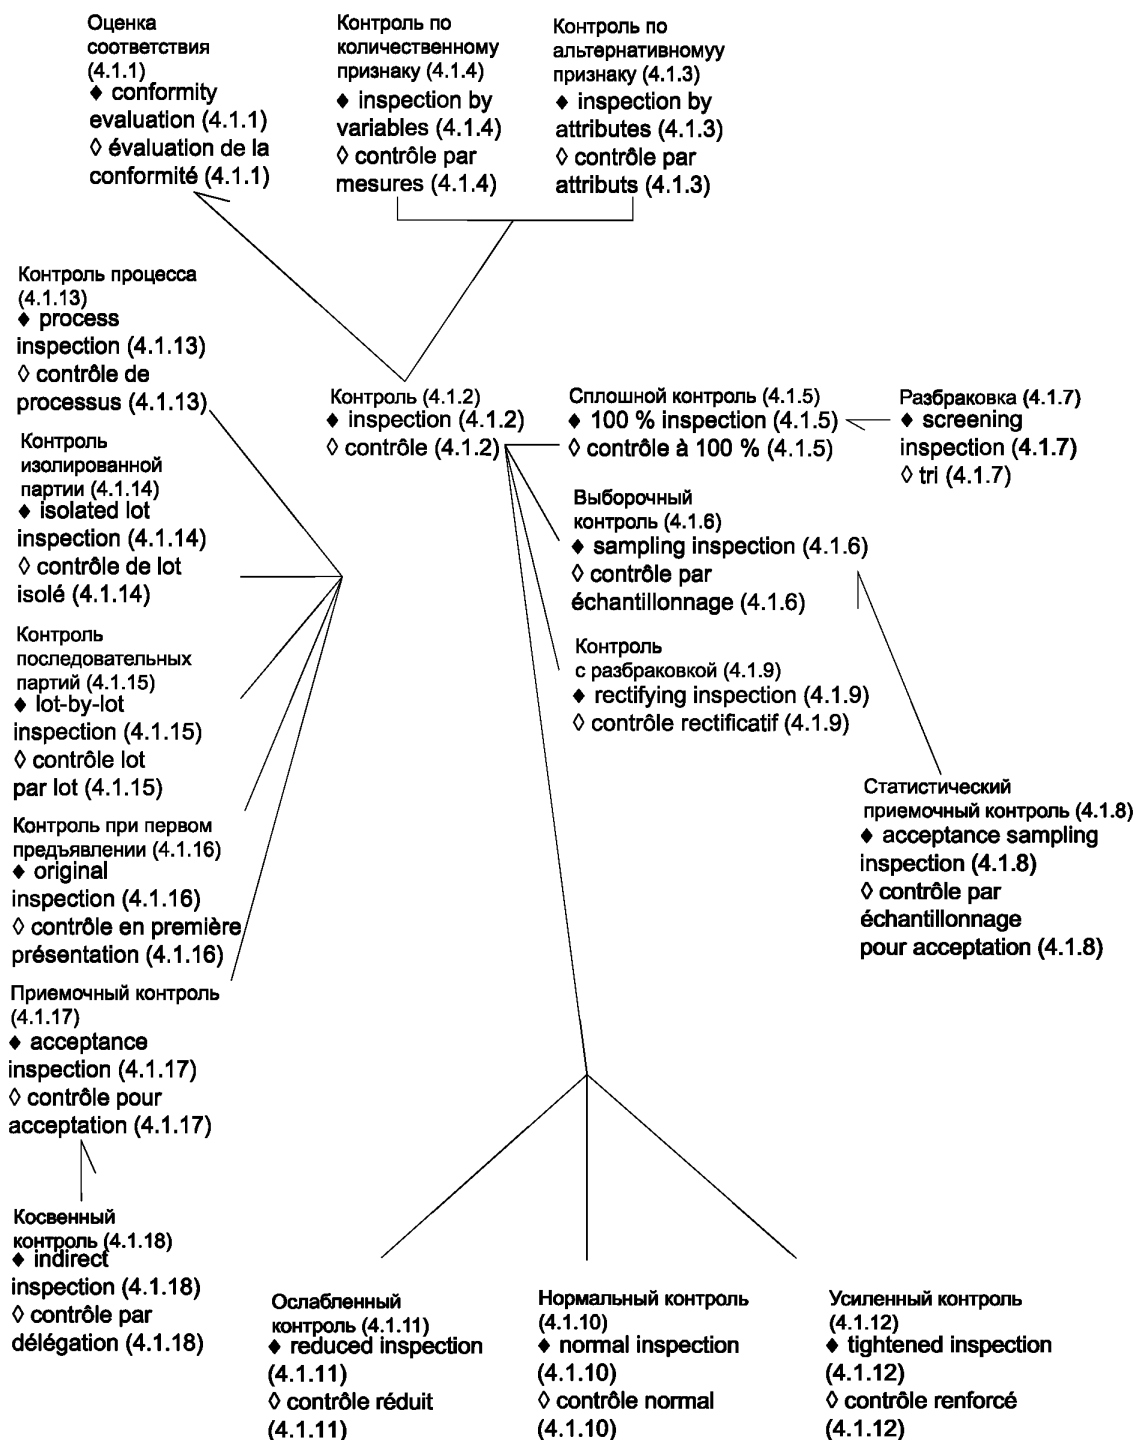 Оценка
соответствия
(4.1.1)
♦ conformity
evaluation (4.1.1)
◊ évaluation de la
conformité (4.1.1)
Контроль по
количественному
признаку (4.1.4)
♦ inspection by
variables (4.1.4)
◊ contrôle par
mesures (4.1.4)
Контроль по
альтернативномуу
признаку (4.1.3)
♦ inspection by
attributes (4.1.3)
◊ contrôle par
attributs (4.1.3)
Контроль процесса
(4.1.13)
♦ process
inspection (4.1.13)
◊ contrôle de
processus (4.1.13)
Контроль
изолированной
партии (4.1.14)
♦ isolated lot
inspection (4.1.14)
◊ contrôle de lot
isolé (4.1.14)
Контроль
последовательных
партий (4.1.15)
♦ lot-by-lot
inspection (4.1.15)
◊ contrôle lot
par lot (4.1.15)
Контроль при первом
предъявлении (4.1.16)
♦ original
inspection (4.1.16)
◊ contrôle en première
présentation (4.1.16)
Приемочный контроль
(4.1.17)
♦ acceptance
inspection (4.1.17)
◊ contrôle pour
acceptation (4.1.17)
Косвенный
контроль (4.1.18)
♦ indirect
inspection (4.1.18)
◊ contrôle par
délégation (4.1.18)
Контроль (4.1.2)
♦ inspection (4.1.2)
◊ contrôle (4.1.2)
Сплошной контроль (4.1.5)
♦ 100 % inspection (4.1.5)
◊ contrôle à 100 % (4.1.5)
Разбраковка (4.1.7)
♦ screening
inspection (4.1.7)
◊ tri (4.1.7)
Выборочный
контроль (4.1.6)
♦ sampling inspection (4.1.6)
◊ contrôle par
échantillonnage (4.1.6)
Контроль
с разбраковкой (4.1.9)
♦ rectifying inspection (4.1.9)
◊ contrôle rectificatif (4.1.9)
Статистический
приемочный контроль (4.1.8)
♦ acceptance sampling
inspection (4.1.8)
◊ contrôle par
échantillonnage
pour acceptation (4.1.8)
Ослабленный
контроль (4.1.11)
♦ reduced inspection
(4.1.11)
◊ contrôle réduit
(4.1.11)
Нормальный контроль
(4.1.10)
♦ normal inspection
(4.1.10)
◊ contrôle normal
(4.1.10)
Усиленный контроль
(4.1.12)
♦ tightened inspection
(4.1.12)
◊ contrôle renforcé
(4.1.12)